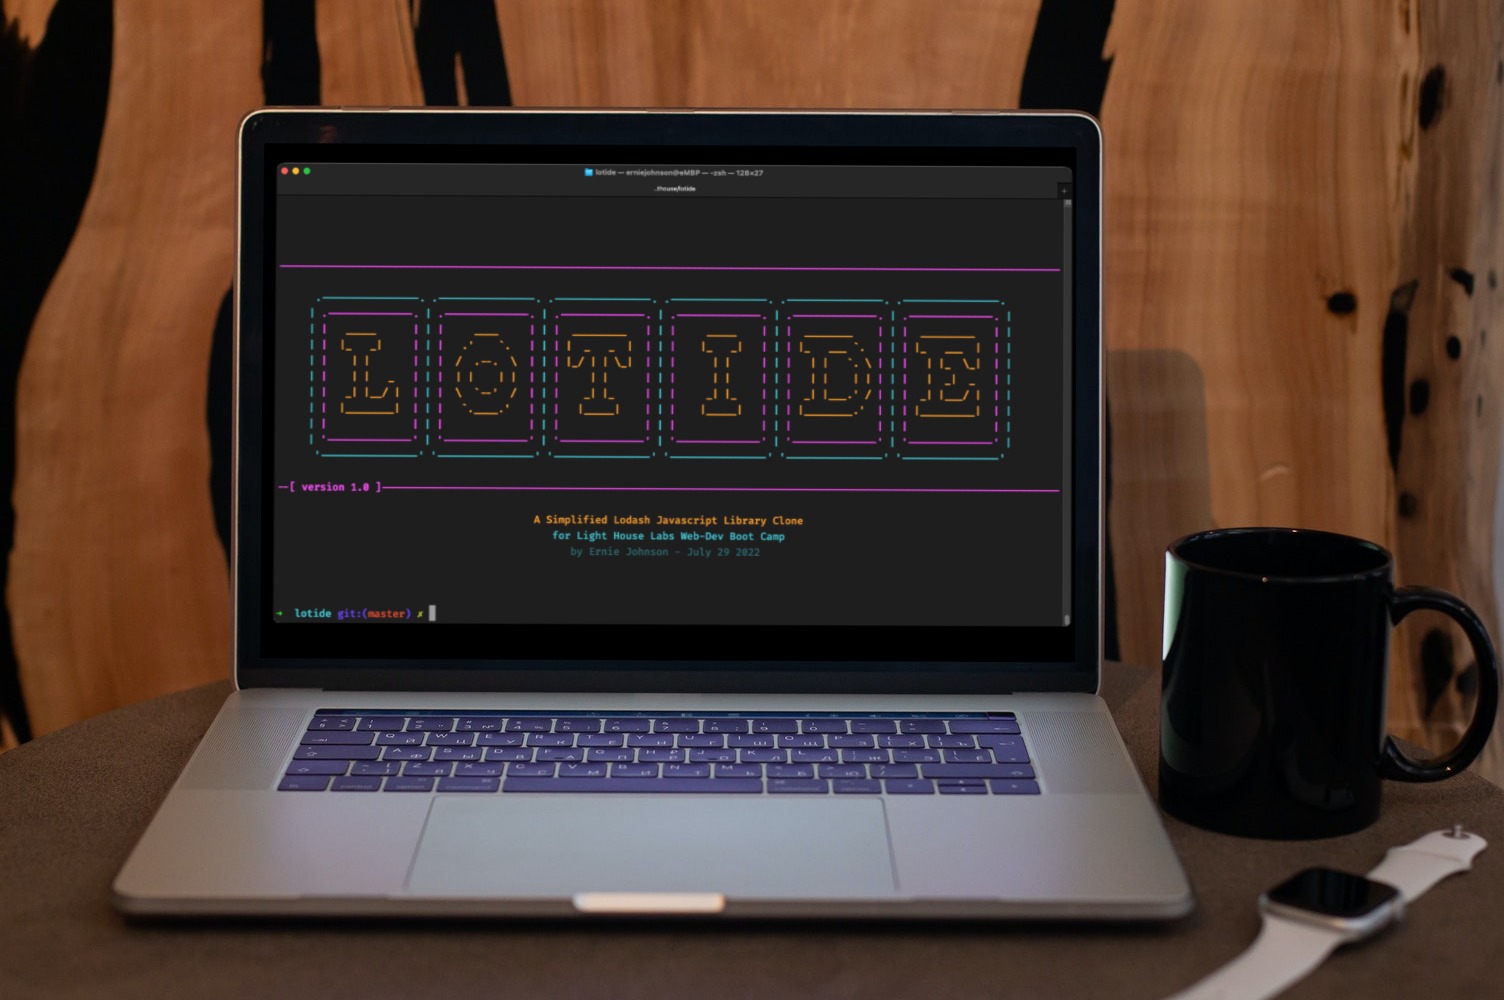 lotide — erniejohnson@eMBP — -zsh — 128×27
..thouse/lotide
LOTIDE
—[ version 1.0 ]
A Simplified Lodash Javascript Library Clone
for Light House Labs Web-Dev Boot Camp
by Ernie Johnson - July 29 2022
➜ lotide git:(master) ✗